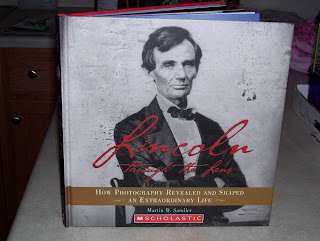 Lincoln
Through the Lens
HOW PHOTOGRAPHY REVEALED AND SHAPED
AN EXTRAORDINARY LIFE
Martin W. Sandler
SCHOLASTIC